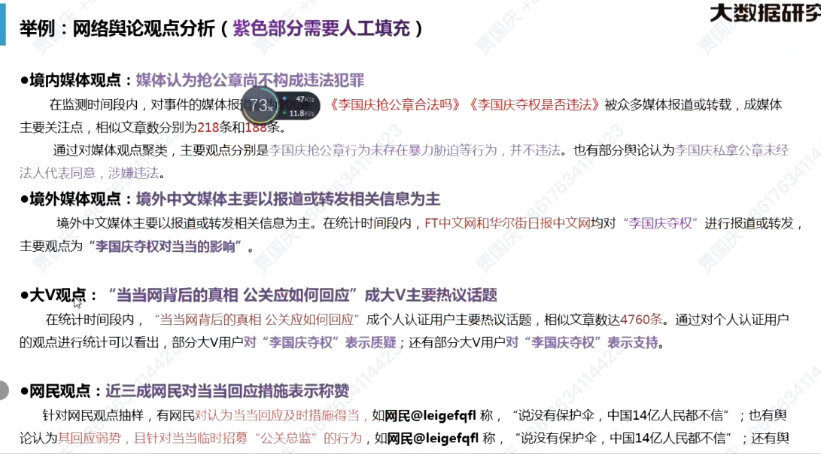 大数据研究
举例：网络舆论观点分析（紫色部分需要人工填充）
●境内媒体观点：媒体认为抢公章尚不构成违法犯罪
在监测时间段内，对事件的媒体报 《李国庆抢公章合法吗》《李国庆夺权是否违法》被众多媒体报道或转载，成媒体
主要关注点，相似文章数分别为218条和188条。
73%
47K/s
11.8K/s
通过对媒体观点聚类，主要观点分别是李国庆抢公章行为未存在暴力胁迫等行为，并不违法。也有部分舆论认为李国庆私拿公章未经
法人代表同意，涉嫌违法。
●境外媒体观点：境外中文媒体主要以报道或转发相关信息为主
境外中文媒体主要以报道或转发相关信息为主。在统计时间段内，FT中文网和华尔街日报中文网均对“李国庆夺权”进行报道或转发，
主要观点为“李国庆夺权对当当的影响”。
●大V观点：“当当网背后的真相 公关应如何回应”成大V主要热议话题
在统计时间段内，“当当网背后的真相 公关应如何回应”成个人认证用户主要热议话题，相似文章数达4760条。通过对个人认证用户
的观点进行统计可以看出，部分大V用户对“李国庆夺权”表示质疑；还有部分大V用户对“李国庆夺权”表示支持。
●网民观点：近三成网民对当当回应措施表示称赞
针对网民观点抽样，有网民对认为当当回应及时措施得当，如网民@leigefqfl 称，“说没有保护伞，中国14亿人民都不信”；也有舆
论认为其回应弱势，且针对当当临时招募“公关总监”的行为，如网民@leigefqfl 称，“说没有保护伞，中国14亿人民都不信”；还有舆